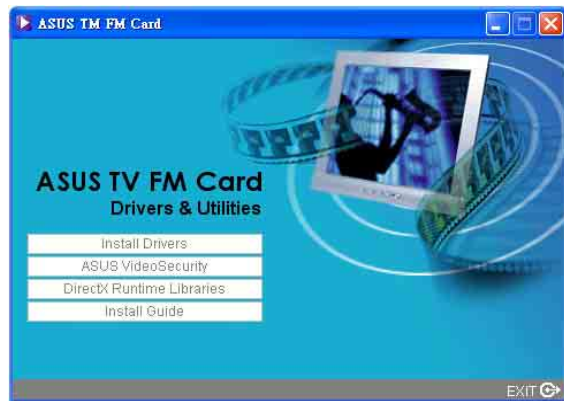 ASUS TM FM Card
ASUS TV FM Card
Drivers & Utilities
Install Drivers
ASUS VideoSecurity
DirectX Runtime Libraries
Install Guide
EXIT